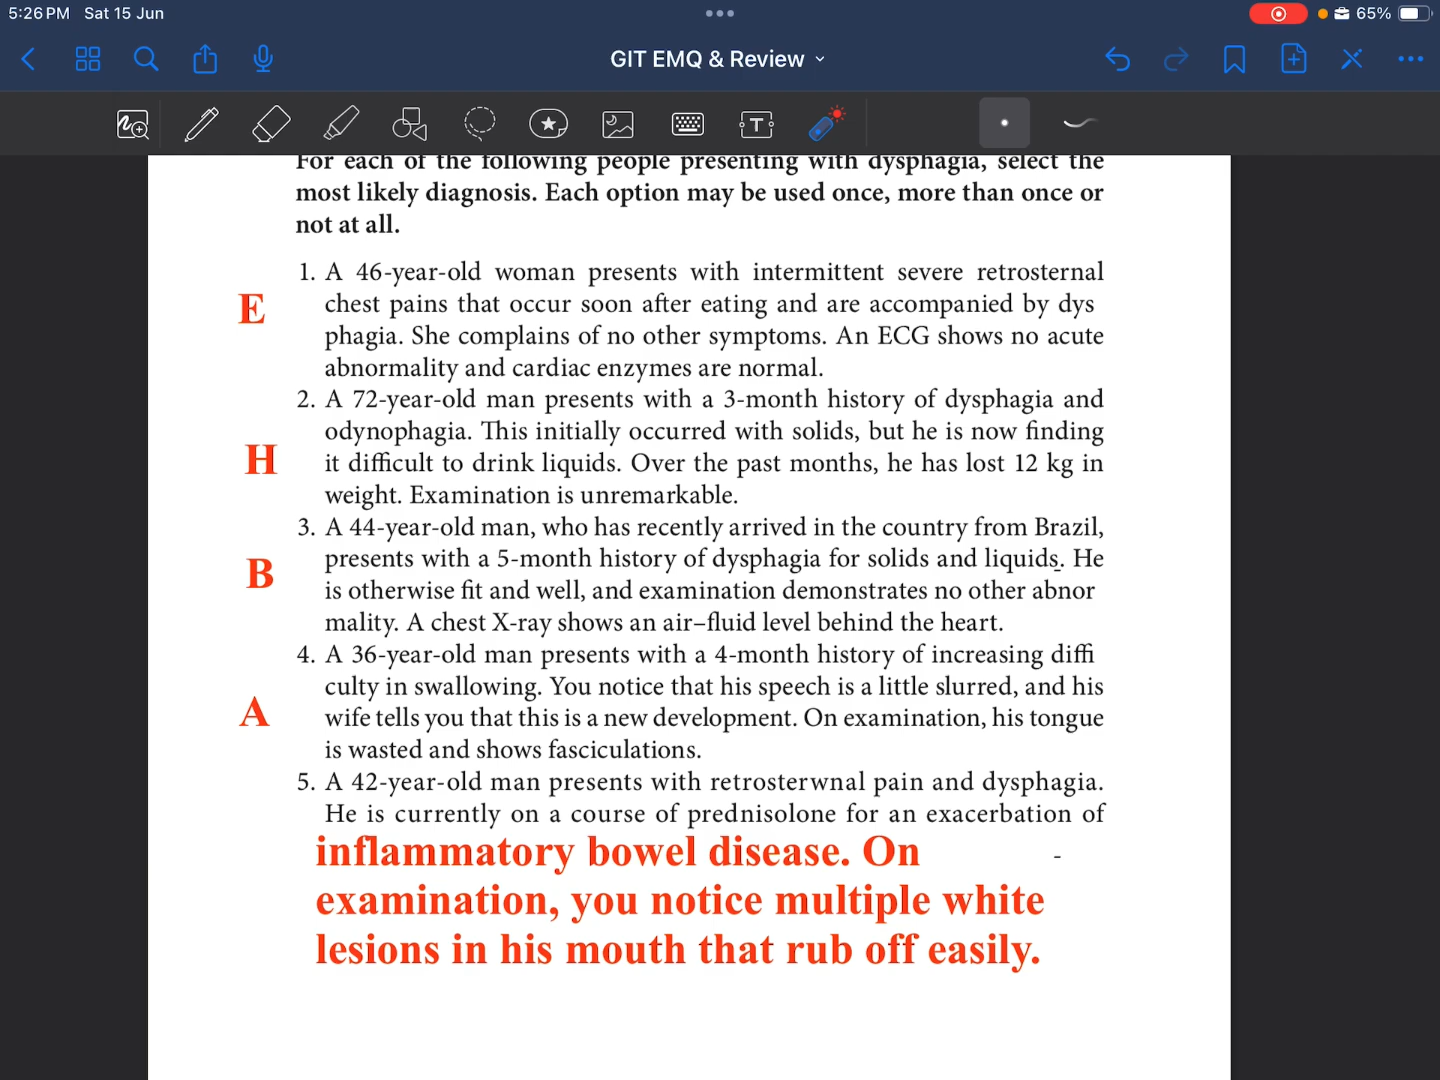 5:26 PM Sat 15 Jun
65%
GIT EMQ & Review
T
For each of the following people presenting with dysphagia, select the
most likely diagnosis. Each option may be used once, more than once or
not at all.
1. A 46-year-old woman presents with intermittent severe retrosternal
chest pains that occur soon after eating and are accompanied by dys
phagia. She complains of no other symptoms. An ECG shows no acute
abnormality and cardiac enzymes are normal.
E
2. A 72-year-old man presents with a 3-month history of dysphagia and
odynophagia. This initially occurred with solids, but he is now finding
it difficult to drink liquids. Over the past months, he has lost 12 kg in
weight. Examination is unremarkable.
H
3. A 44-year-old man, who has recently arrived in the country from Brazil,
presents with a 5-month history of dysphagia for solids and liquids. He
is otherwise fit and well, and examination demonstrates no other abnor
mality. A chest X-ray shows an air–fluid level behind the heart.
B
4. A 36-year-old man presents with a 4-month history of increasing diffi
culty in swallowing. You notice that his speech is a little slurred, and his
wife tells you that this is a new development. On examination, his tongue
is wasted and shows fasciculations.
A
5. A 42-year-old man presents with retrosterwnal pain and dysphagia.
He is currently on a course of prednisolone for an exacerbation of
inflammatory bowel disease. On -
examination, you notice multiple white
lesions in his mouth that rub off easily.